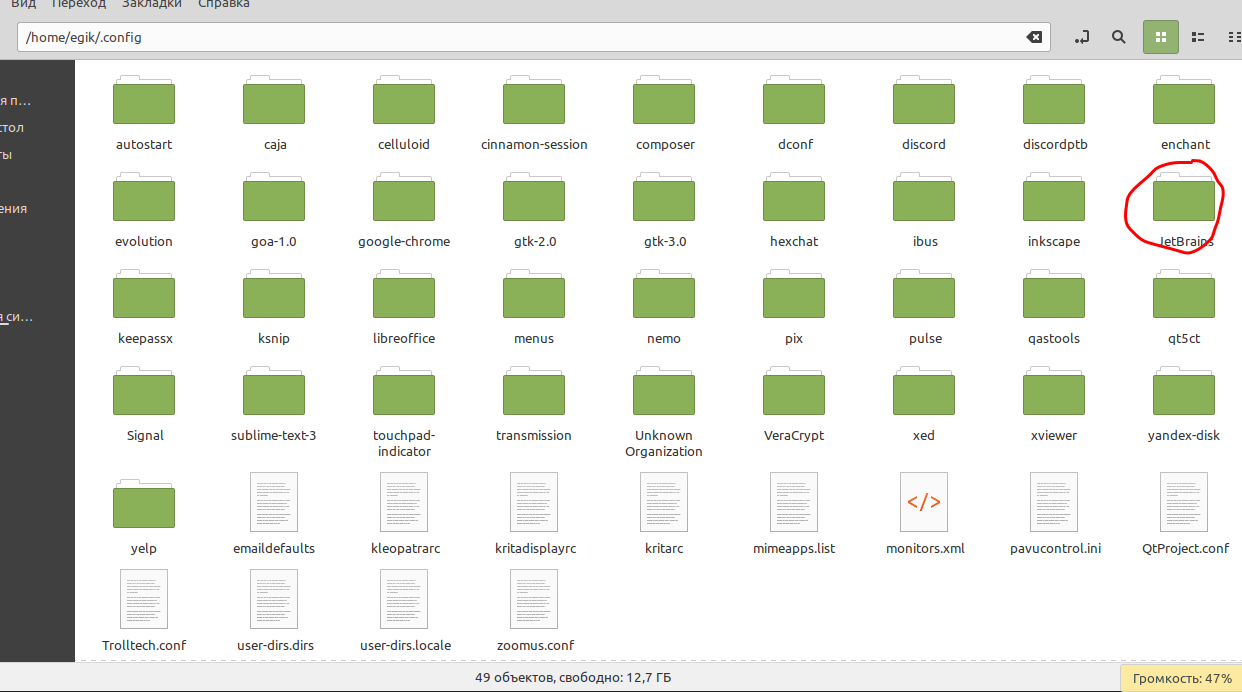 Вид Переход Закладки Справка
/home/egik/.config
я п...
стол
ты
ения
я си...
autostart caja celluloid cinnamon-session composer dconf discord discordptb enchant
evolution goa-1.0 google-chrome gtk-2.0 gtk-3.0 hexchat ibus inkscape JetBrains
keepassx ksnip libreoffice menus nemo pix pulse qastools qt5ct
Signal sublime-text-3 touchpad-indicator transmission Unknown Organization VeraCrypt xed xviewer yandex-disk
yelp emaildefaults kleopatrarc kritadisplayrc kritarc mimeapps.list monitors.xml pavucontrol.ini QtProject.conf
Trolltech.conf user-dirs.dirs user-dirs.locale zoomus.conf
49 объектов, свободно: 12,7 ГБ
Громкость: 47%